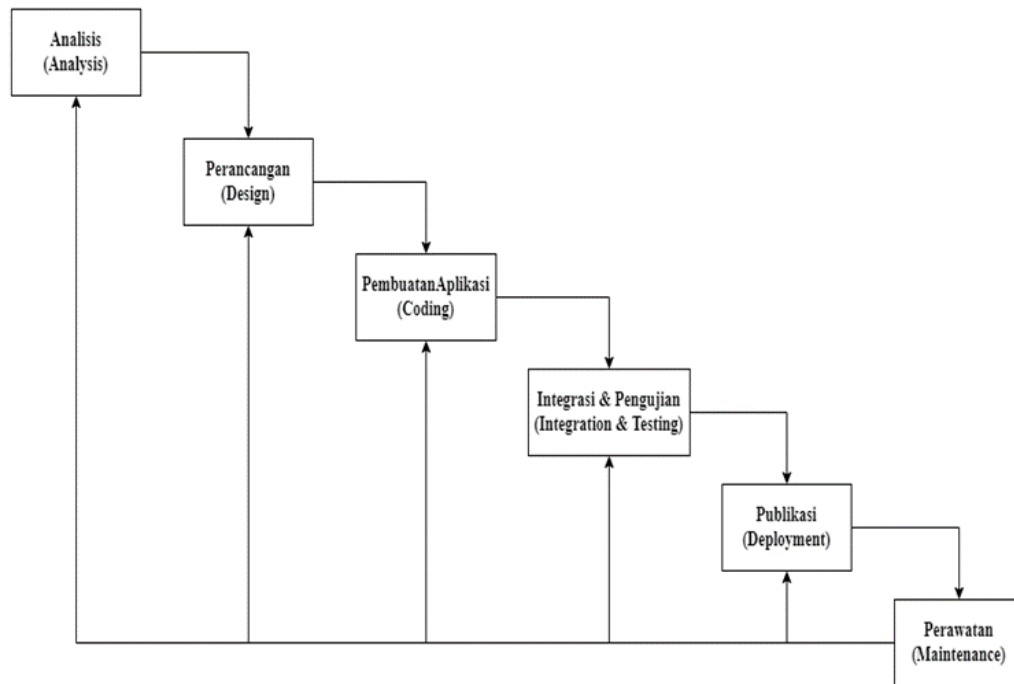 Analisis
(Analysis)
Perancangan
(Design)
PembuatanAplikasi
(Coding)
Integrasi & Pengujian
(Integration & Testing)
Publikasi
(Deployment)
Perawatan
(Maintenance)